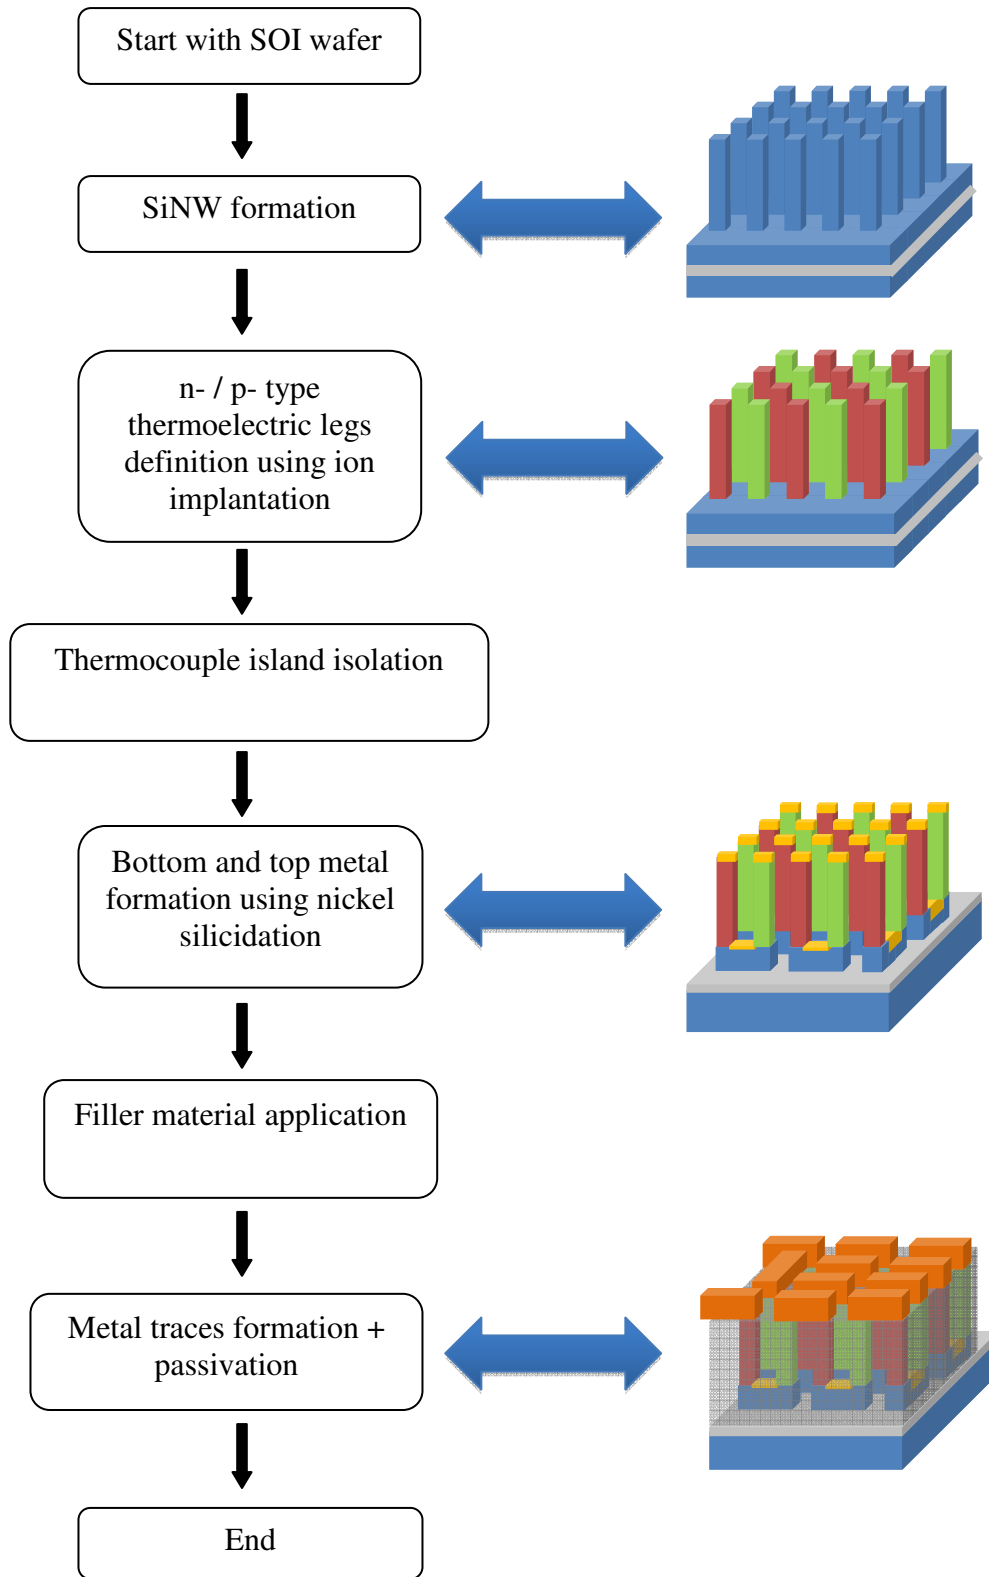 Start with SOI wafer
SiNW formation
n- / p- type
thermoelectric legs
definition using ion
implantation
Thermocouple island isolation
Bottom and top metal
formation using nickel
silicidation
Filler material application
Metal traces formation +
passivation
End